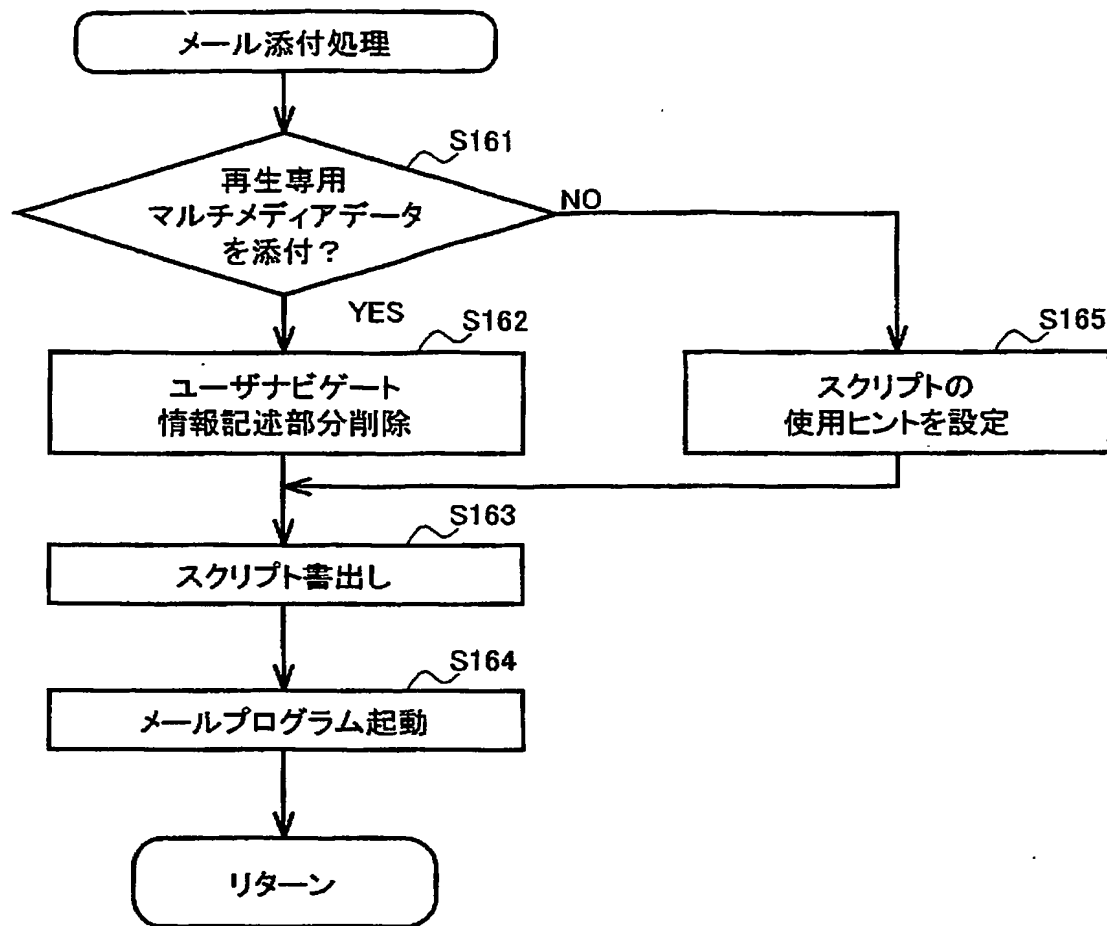 メール添付処理
S161
再生専用
マルチメディアデータ
を添付？
NO
YES
S162
ユーザナビゲート
情報記述部分削除
S165
スクリプトの
使用ヒントを設定
S163
スクリプト書出し
S164
メールプログラム起動
リターン